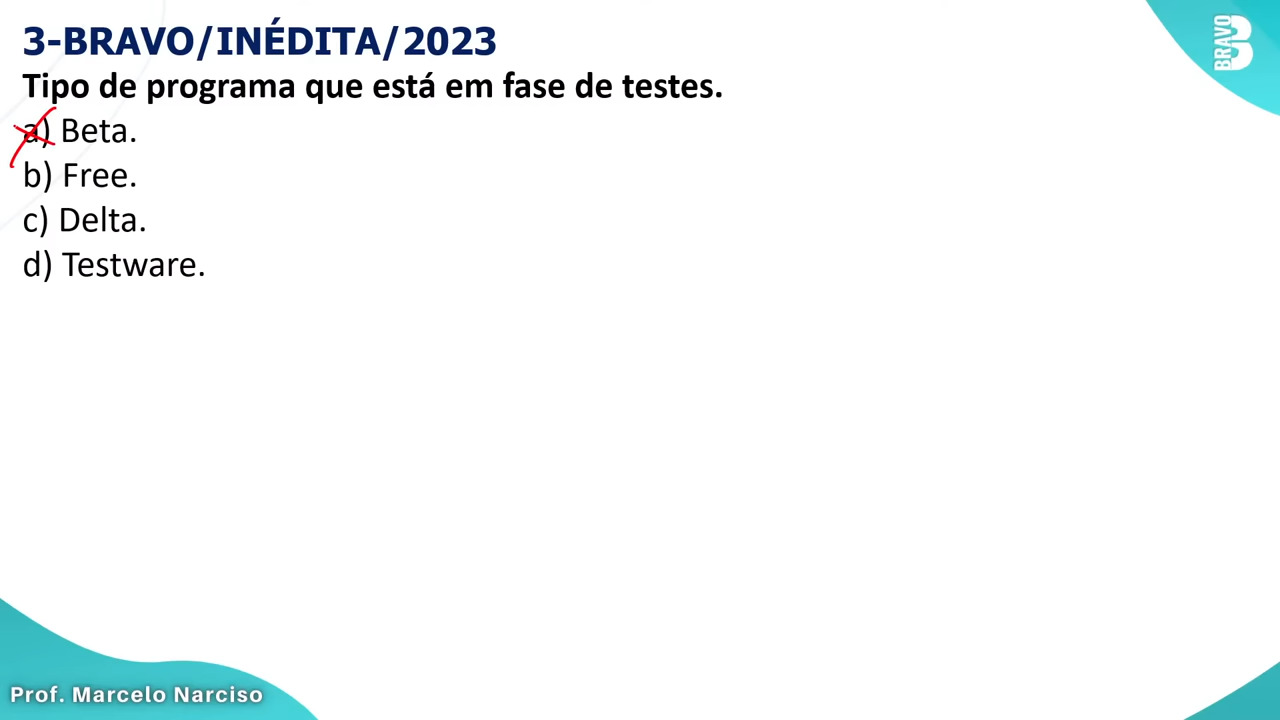 3-BRAVO/INÉDITA/2023
Tipo de programa que está em fase de testes.
a) Beta.
b) Free.
c) Delta.
d) Testware.
BRAVO
Prof. Marcelo Narciso